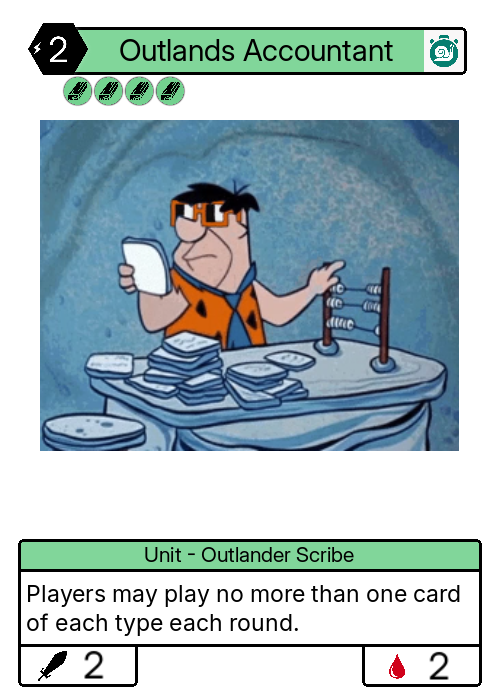 2
Outlands Accountant
Unit - Outlander Scribe
Players may play no more than one card
of each type each round.
2
2